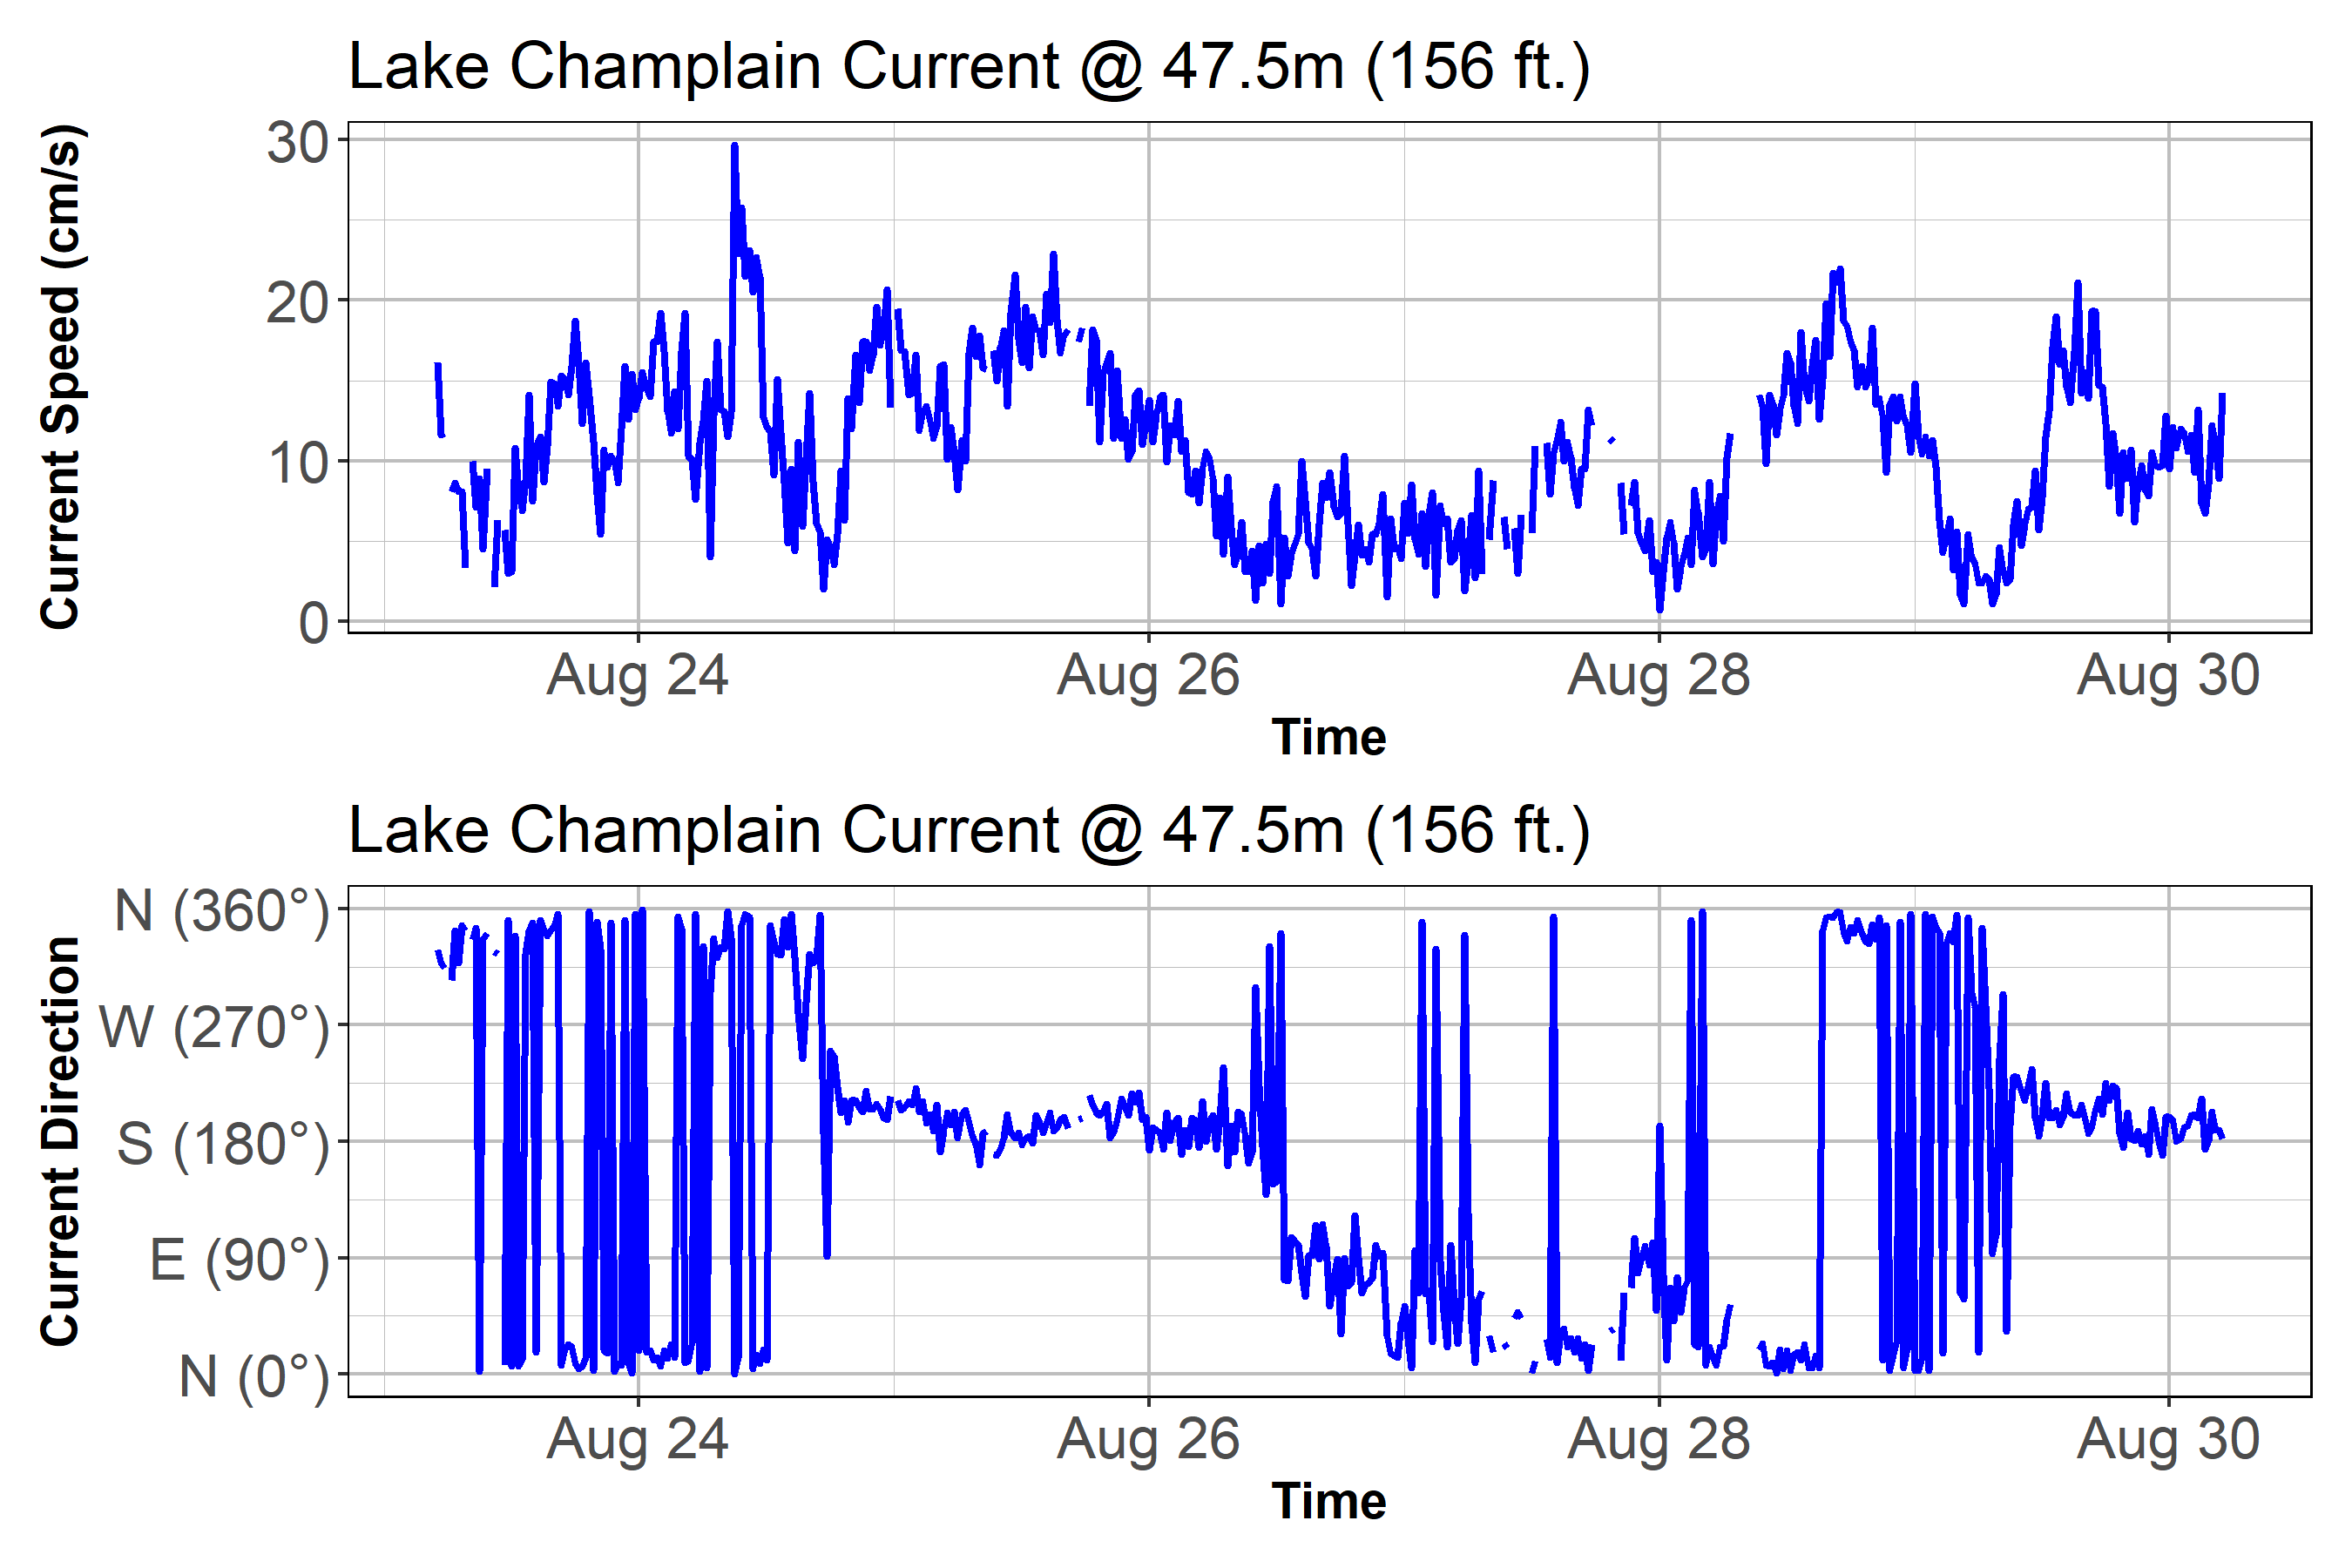 Lake Champlain Current @ 47.5m (156 ft.)
Current Speed (cm/s)
30
20
10
0
Aug 24 Aug 26 Aug 28 Aug 30
Time
Lake Champlain Current @ 47.5m (156 ft.)
Current Direction
N (360°)
W (270°)
S (180°)
E (90°)
N (0°)
Aug 24 Aug 26 Aug 28 Aug 30
Time